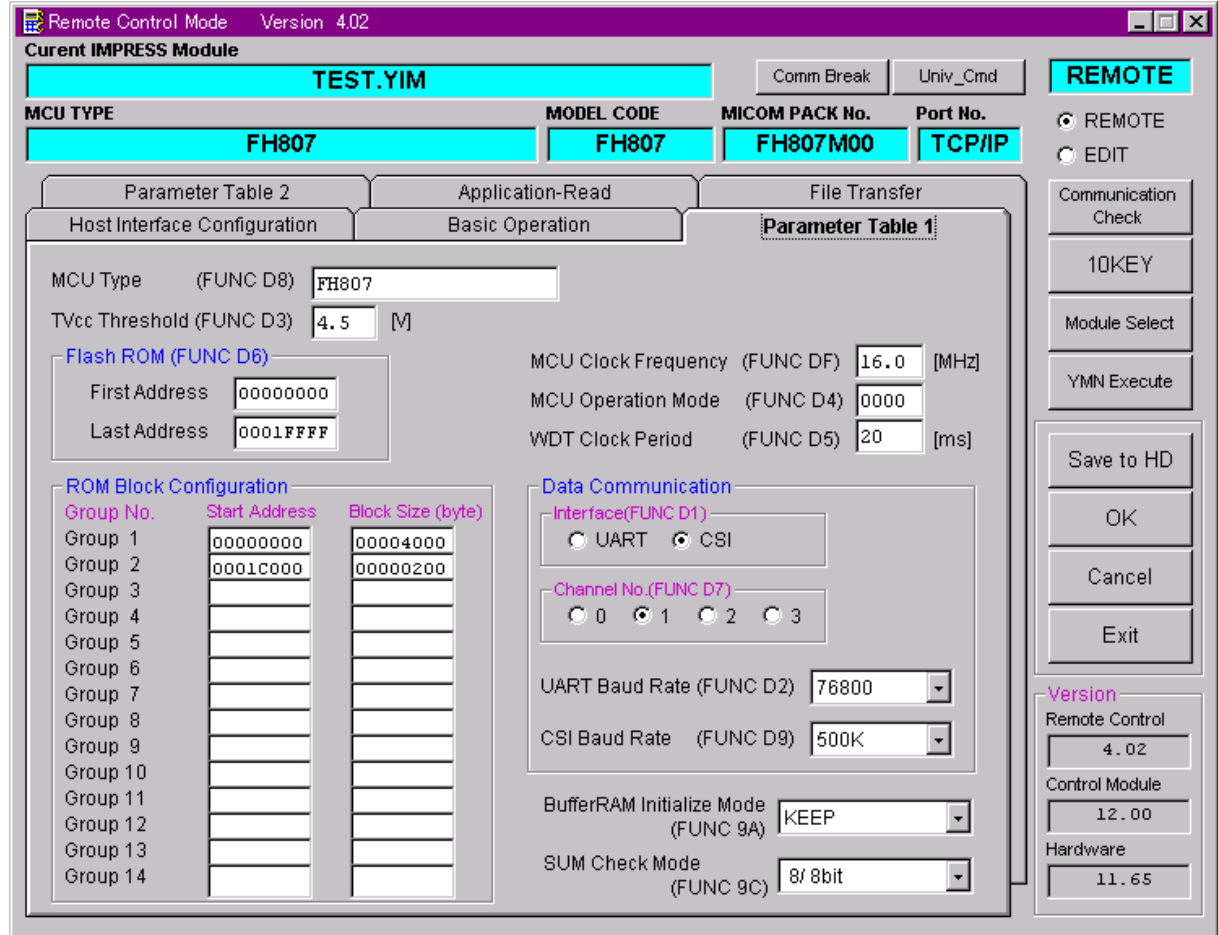 Remote Control Mode Version 4.02
Curent IMPRESS Module
TEST.YIM
Comm Break
Univ_Cmd
REMOTE
MCU TYPE
MODEL CODE
MICOM PACK No.
Port No.
FH807
FH807
FH807M00
TCP/IP
REMOTE
EDIT
Parameter Table 2
Application-Read
File Transfer
Host Interface Configuration
Basic Operation
Parameter Table 1
MCU Type (FUNC D8) FH807
TVcc Threshold (FUNC D3) 4.5 [V]
Flash ROM (FUNC D6)
First Address 00000000
Last Address 0001FFFF
MCU Clock Frequency (FUNC DF) 16.0 [MHz]
MCU Operation Mode (FUNC D4) 0000
WDT Clock Period (FUNC D5) 20 [ms]
ROM Block Configuration
Group No. Start Address Block Size (byte)
Group 1 00000000 00004000
Group 2 0001C000 00000200
Group 3
Group 4
Group 5
Group 6
Group 7
Group 8
Group 9
Group 10
Group 11
Group 12
Group 13
Group 14
Data Communication
Interface(FUNC D1)
UART CSI
Channel No.(FUNC D7)
0 1 2 3
UART Baud Rate (FUNC D2) 76800
CSI Baud Rate (FUNC D9) 500K
BufferRAM Initialize Mode
(FUNC 9A)
KEEP
SUM Check Mode
(FUNC 9C)
8/ 8bit
Communication
Check
10KEY
Module Select
YMN Execute
Save to HD
OK
Cancel
Exit
Version
Remote Control
4.02
Control Module
12.00
Hardware
11.65